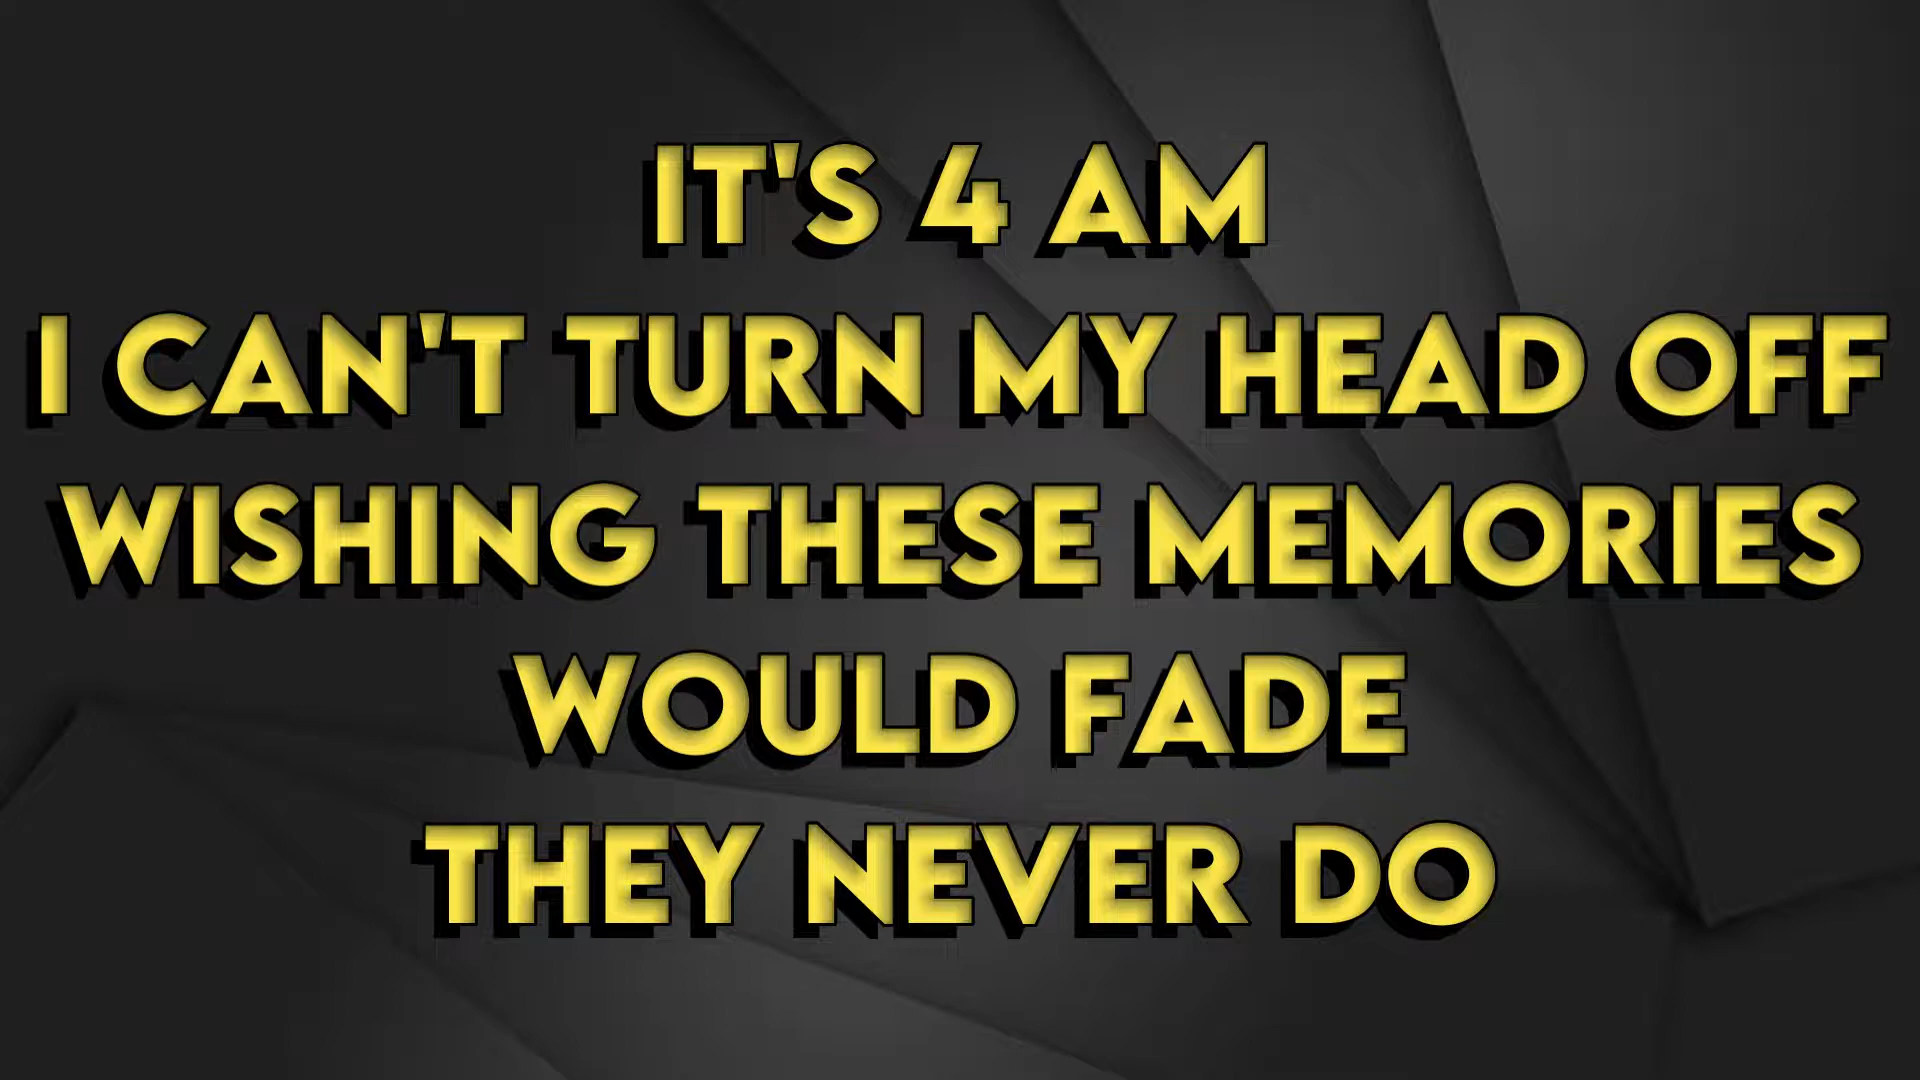 IT'S 4 AM
I CAN'T TURN MY HEAD OFF
WISHING THESE MEMORIES
WOULD FADE
THEY NEVER DO